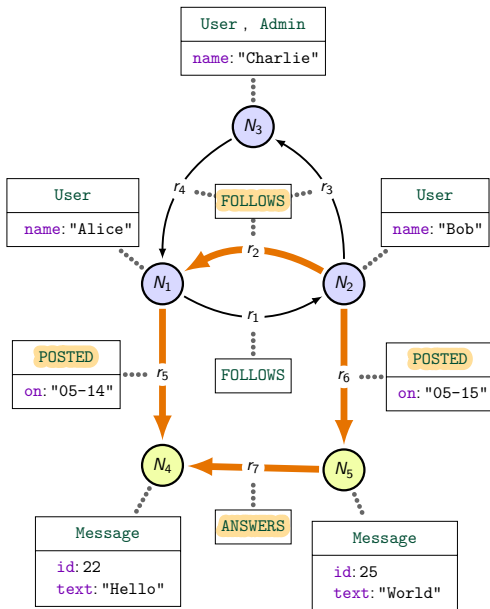 User , Admin
name: "Charlie"
N3
r4
r3
FOLLOWS
User
name: "Alice"
User
name: "Bob"
r2
N1
N2
r1
POSTED
on: "05-14"
r5
FOLLOWS
r6
POSTED
on: "05-15"
N4
r7
N5
ANSWERS
Message
id: 22
text: "Hello"
Message
id: 25
text: "World"